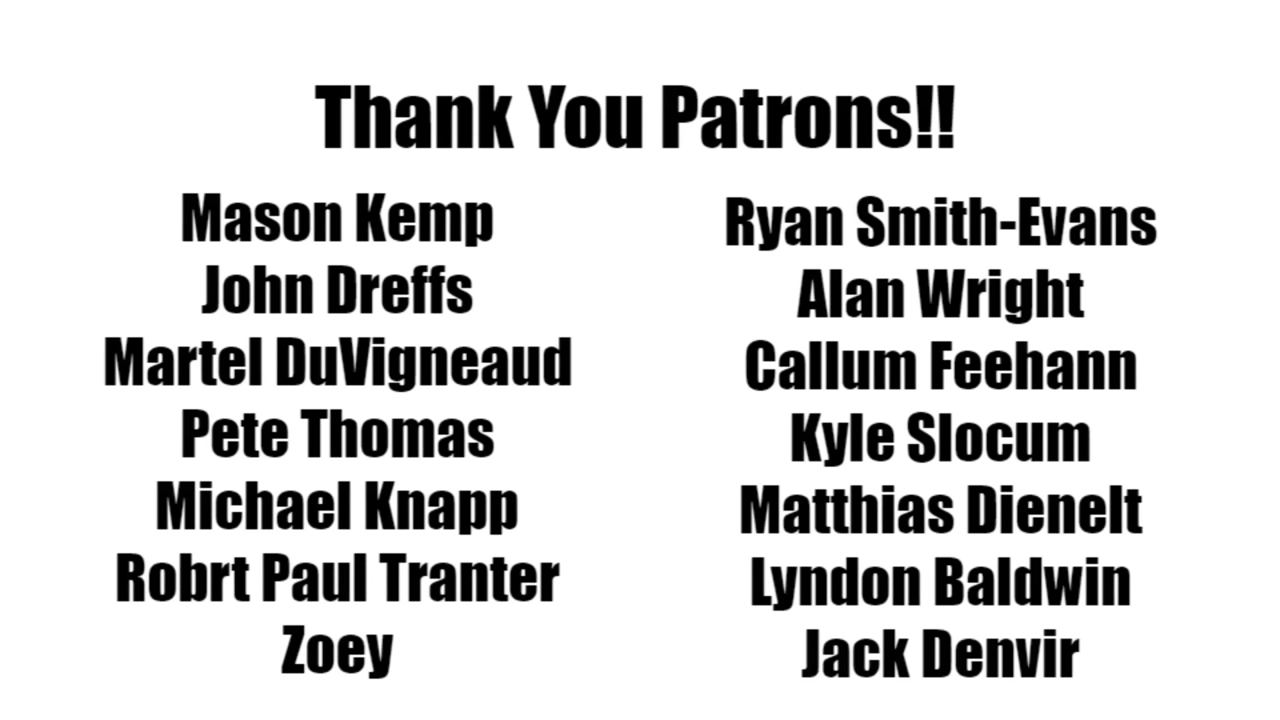 Thank You Patrons!!
Mason Kemp
John Dreffs
Martel DuVigneaud
Pete Thomas
Michael Knapp
Robrt Paul Tranter
Zoey
Ryan Smith-Evans
Alan Wright
Callum Feehann
Kyle Slocum
Matthias Dienelt
Lyndon Baldwin
Jack Denvir